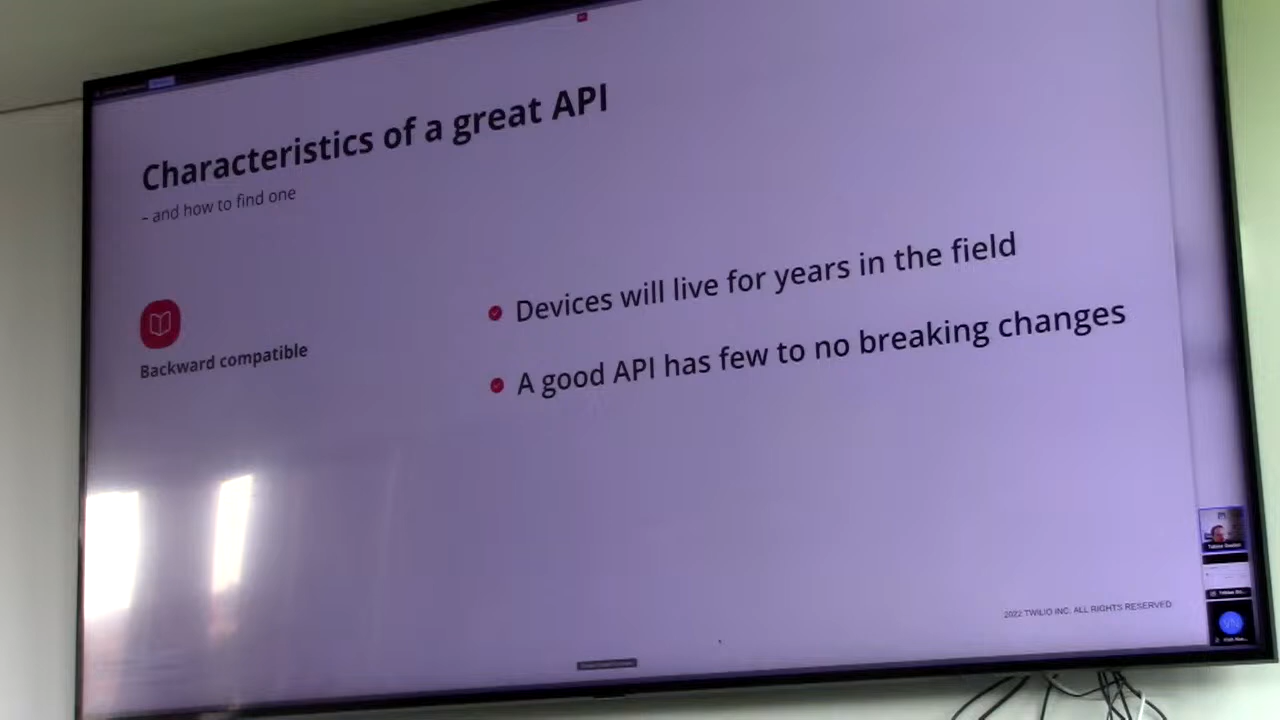 Characteristics of a great API
– and how to find one
Backward compatible
Devices will live for years in the field
A good API has few to no breaking changes
2022 TWILIO INC. ALL RIGHTS RESERVED
VN